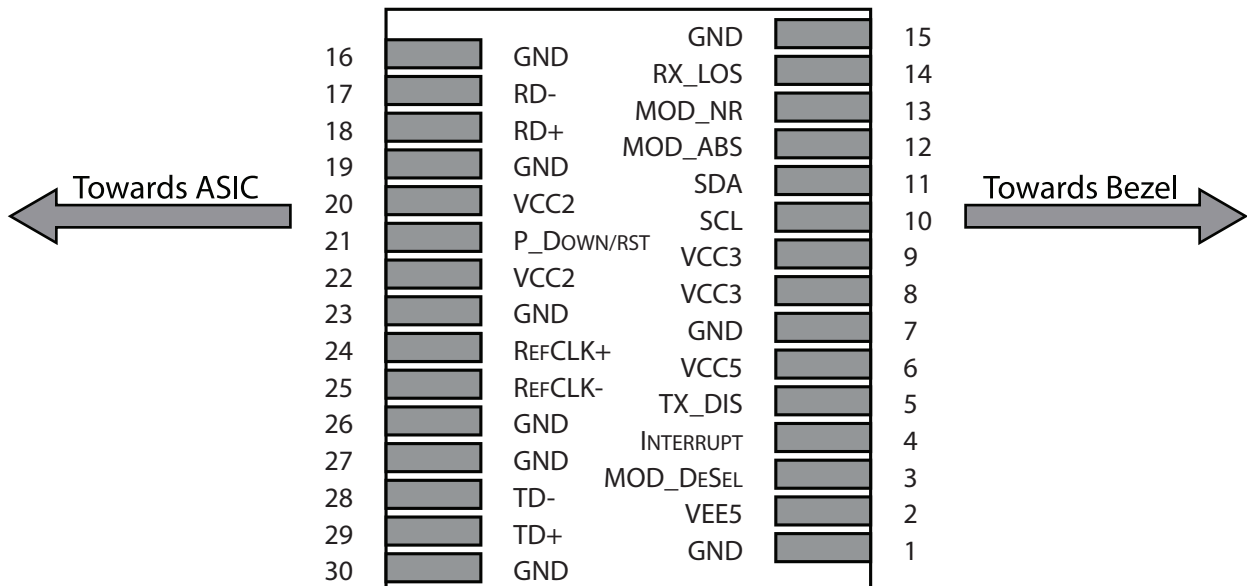 GND 15
16 GND
RX_LOS 14
17 RD-
MOD_NR 13
18 RD+
MOD_ABS 12
19 GND
SDA 11
Towards ASIC
Towards Bezel
20 VCC2
SCL 10
21 P_DOWN/RST
VCC3 9
22 VCC2
VCC3 8
23 GND
GND 7
24 REFCLK+
VCC5 6
25 REFCLK-
TX_DIS 5
26 GND
INTERRUPT 4
27 GND
MOD_DESEL 3
28 TD-
VEE5 2
29 TD+
GND 1
30 GND